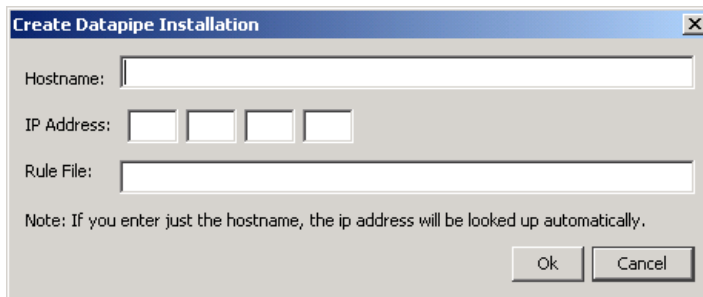 Create Datapipe Installation
Hostname:
IP Address:
Rule File:
Note: If you enter just the hostname, the ip address will be looked up automatically.
Ok Cancel